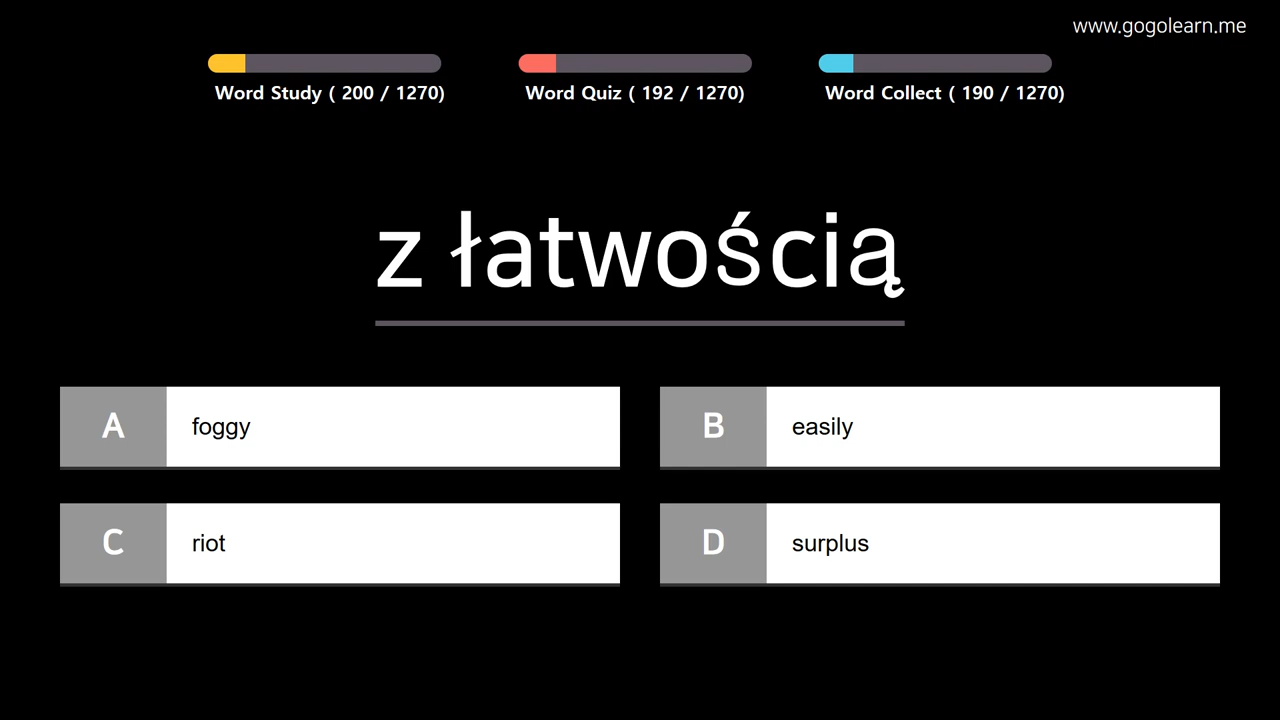 www.gogolearn.me
Word Study ( 200 / 1270)
Word Quiz ( 192 / 1270)
Word Collect ( 190 / 1270)
z łatwością
A foggy
B easily
C riot
D surplus